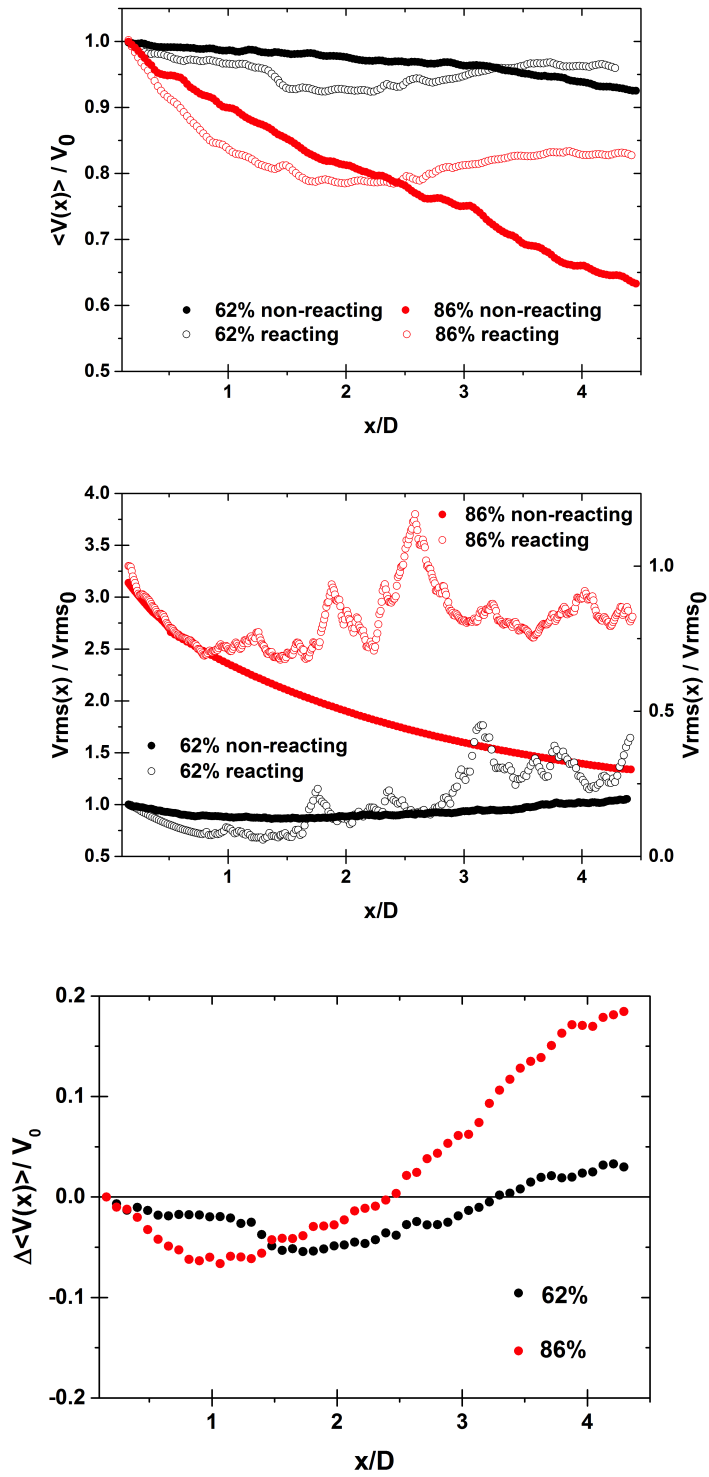 1.0
0.9
0.8
0.7
0.6
0.5
<V(x)> / V0
62% non-reacting
86% non-reacting
62% reacting
86% reacting
1 2 3 4
x/D
4.0
3.5
3.0
2.5
2.0
1.5
1.0
0.5
Vrms(x) / Vrms0
86% non-reacting
86% reacting
62% non-reacting
62% reacting
1.0
0.5
0.0
Vrms(x) / Vrms0
1 2 3 4
x/D
0.2
0.1
0.0
-0.1
-0.2
Δ<V(x)>/ V0
62%
86%
1 2 3 4
x/D